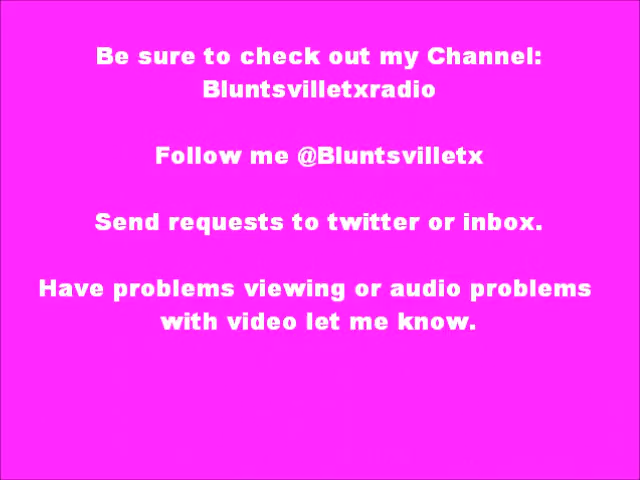 Be sure to check out my Channel:
Bluntsvilletxradio
Follow me @Bluntsvilletx
Send requests to twitter or inbox.
Have problems viewing or audio problems
with video let me know.